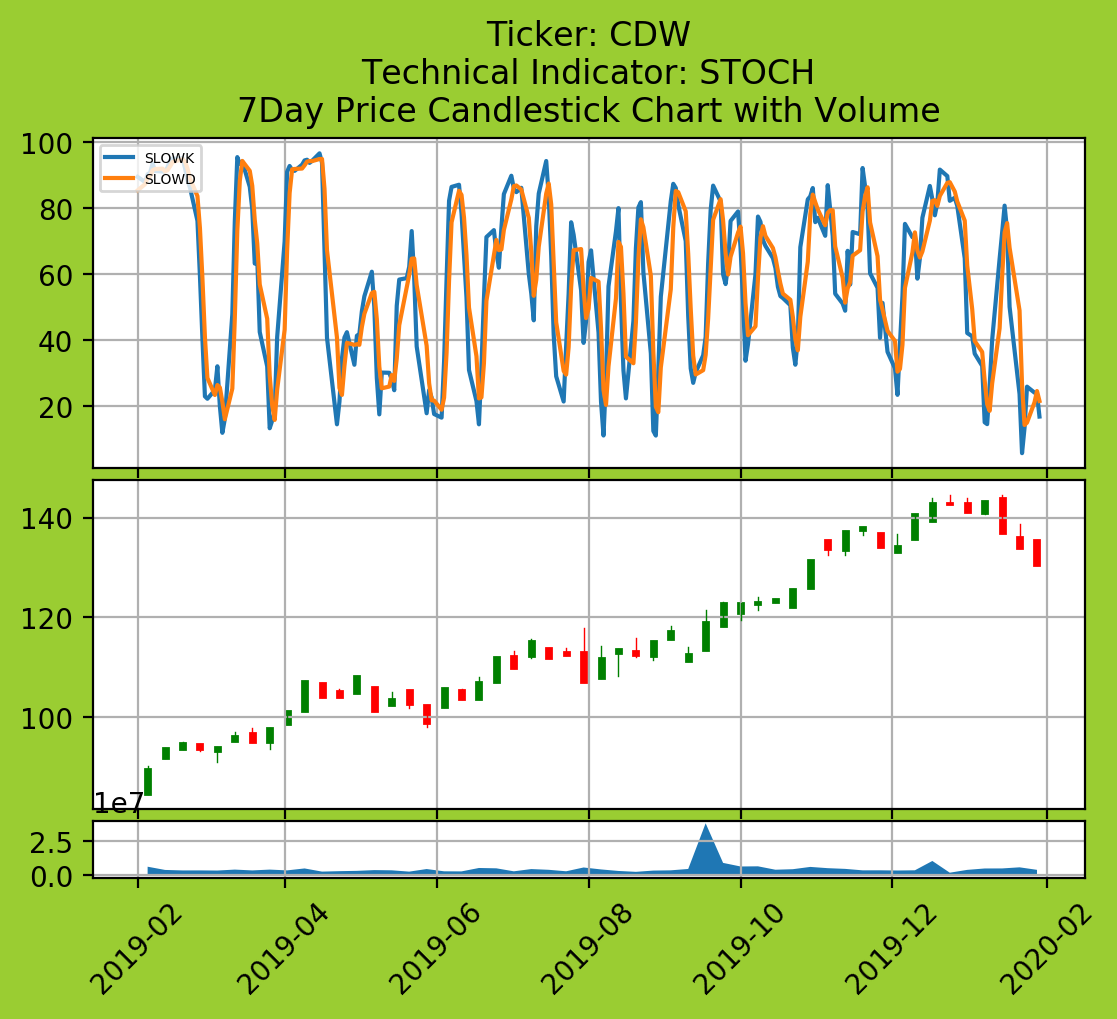 Ticker: CDW
Technical Indicator: STOCH
7Day Price Candlestick Chart with Volume
100
80
60
40
20
SLOWK
SLOWD
140
120
100
1e7
2.5
0.0
2019-02
2019-04
2019-06
2019-08
2019-10
2019-12
2020-02